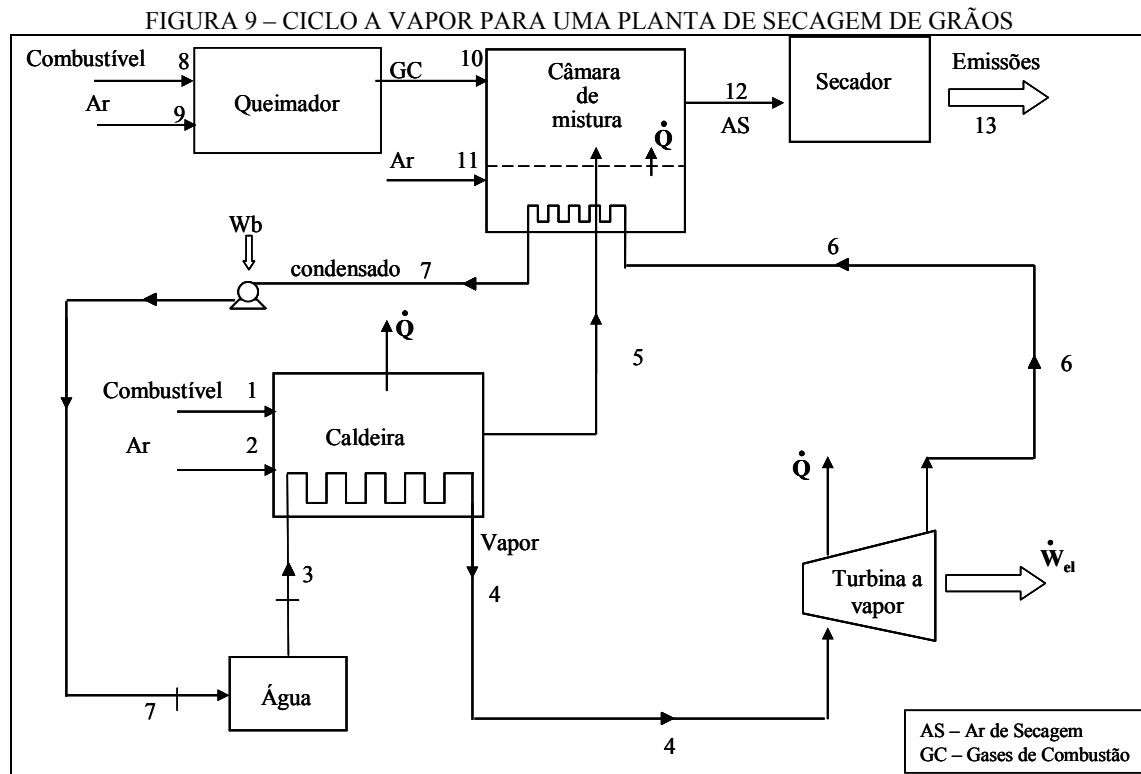 FIGURA 9 – CICLO A VAPOR PARA UMA PLANTA DE SECAGEM DE GRÃOS
Combustível
8
Ar
9
Queimador
GC
10
Câmara
de
mistura
Q̇
Ar
11
12
AS
Secador
Emissões
13
Wb
condensado
7
6
Q̇
5
6
Combustível
1
Ar
2
Caldeira
Vapor
3
4
Q̇
Turbina a
vapor
Ẇel
Água
7
4
AS – Ar de Secagem
GC – Gases de Combustão